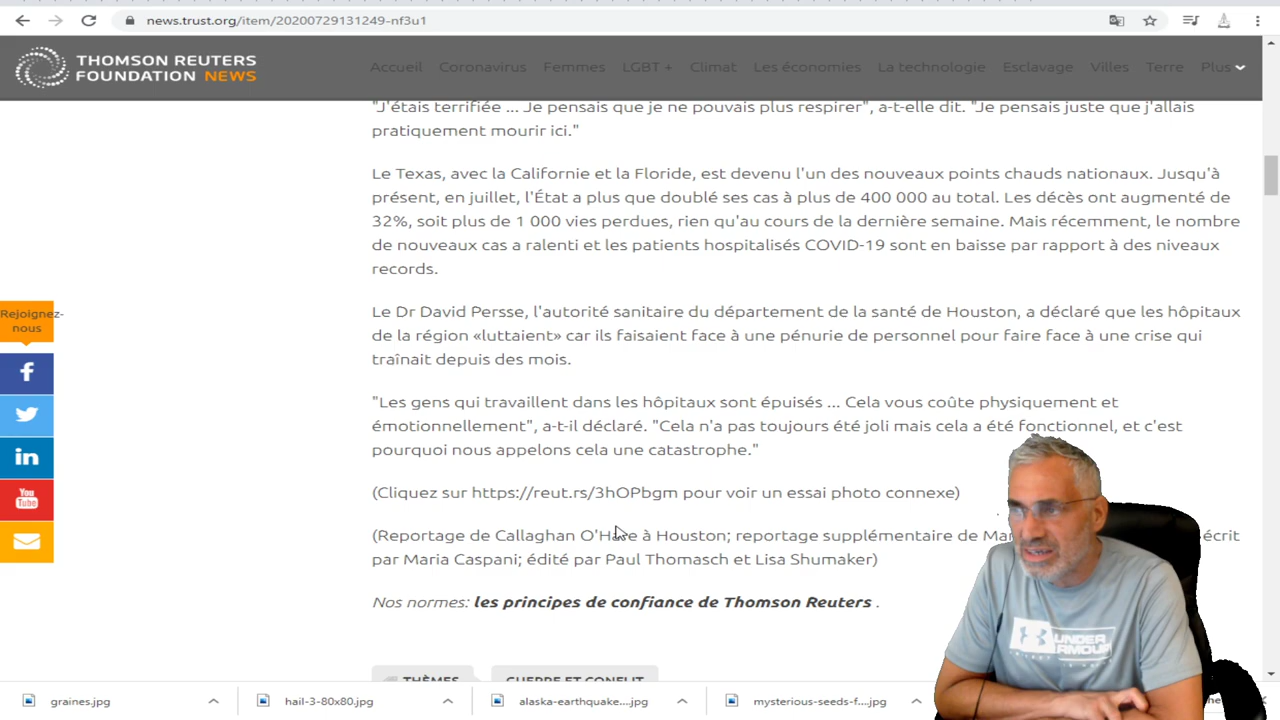 news.trust.org/item/20200729131249-nf3u1
THOMSON REUTERS
FOUNDATION NEWS
Accueil Coronavirus Femmes LGBT + Climat Les économies La technologie Esclavage Villes Terre Plus
"J'étais terrifiée ... Je pensais que je ne pouvais plus respirer", a-t-elle dit. "Je pensais juste que j'allais
pratiquement mourir ici."
Le Texas, avec la Californie et la Floride, est devenu l'un des nouveaux points chauds nationaux. Jusqu'à
présent, en juillet, l'État a plus que doublé ses cas à plus de 400 000 au total. Les décès ont augmenté de
32%, soit plus de 1 000 vies perdues, rien qu'au cours de la dernière semaine. Mais récemment, le nombre
de nouveaux cas a ralenti et les patients hospitalisés COVID-19 sont en baisse par rapport à des niveaux
records.
Rejoignez-
nous
Le Dr David Persse, l'autorité sanitaire du département de la santé de Houston, a déclaré que les hôpitaux
de la région «luttaient» car ils faisaient face à une pénurie de personnel pour faire face à une crise qui
traînait depuis des mois.
"Les gens qui travaillent dans les hôpitaux sont épuisés ... Cela vous coûte physiquement et
émotionnellement", a-t-il déclaré. "Cela n'a pas toujours été joli mais cela a été fonctionnel, et c'est
pourquoi nous appelons cela une catastrophe."
(Cliquez sur https://reut.rs/3hOPbgm pour voir un essai photo connexe)
(Reportage de Callaghan O'Hare à Houston; reportage supplémentaire de écrit
par Maria Caspani; édité par Paul Thomasch et Lisa Shumaker)
Nos normes: les principes de confiance de Thomson Reuters .
THÈMES GUERRE ET CONFLIT
You
Tube
UNDER
ARMOUR
graines.jpg hail-3-80x80.jpg alaska-earthquake....jpg mysterious-seeds-f....jpg